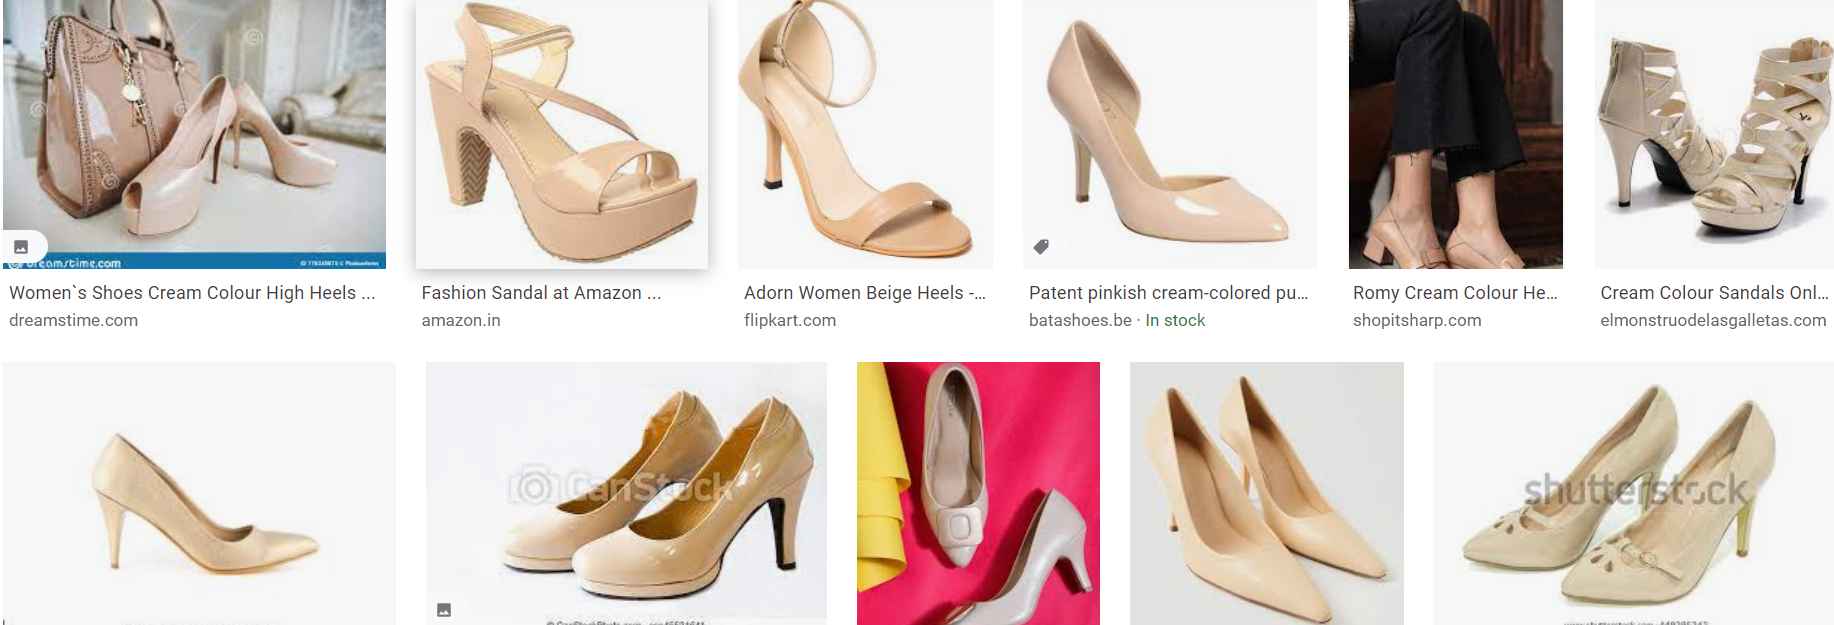 dreamstime.com
Women`s Shoes Cream Colour High Heels ...
dreamstime.com
Fashion Sandal at Amazon ...
amazon.in
Adorn Women Beige Heels -...
flipkart.com
Patent pinkish cream-colored pu...
batashoes.be · In stock
Romy Cream Colour He...
shopitsharp.com
Cream Colour Sandals Onl...
elmonstruodelasgalletas.com
CanStock
shutterstock